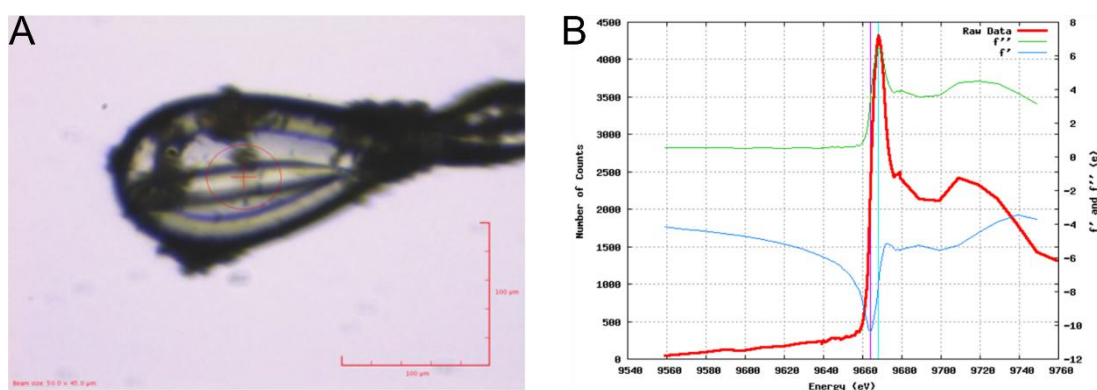 A
100 µm
100 µm
Beam size: 50.0 x 45.0 µm
B
Raw Data
f''
f'
4500
4000
3500
3000
2500
2000
1500
1000
500
0
Number of Counts
8
6
4
2
0
-2
-4
-6
-8
-10
-12
f' and f'' (e)
9540 9560 9580 9600 9620 9640 9660 9680 9700 9720 9740 9760
Energy (eV)